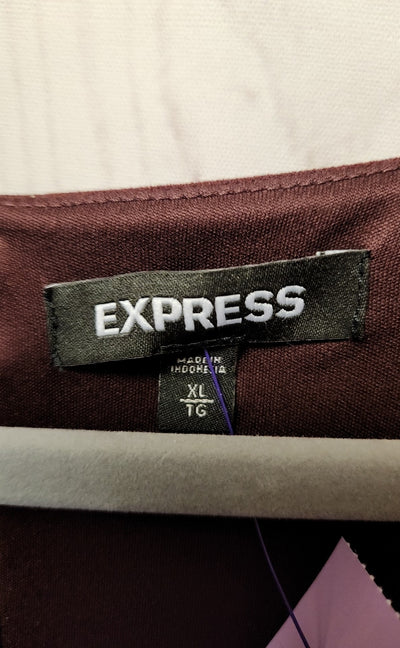 EXPRESS
MADE IN
INDONESIA
XL
TG